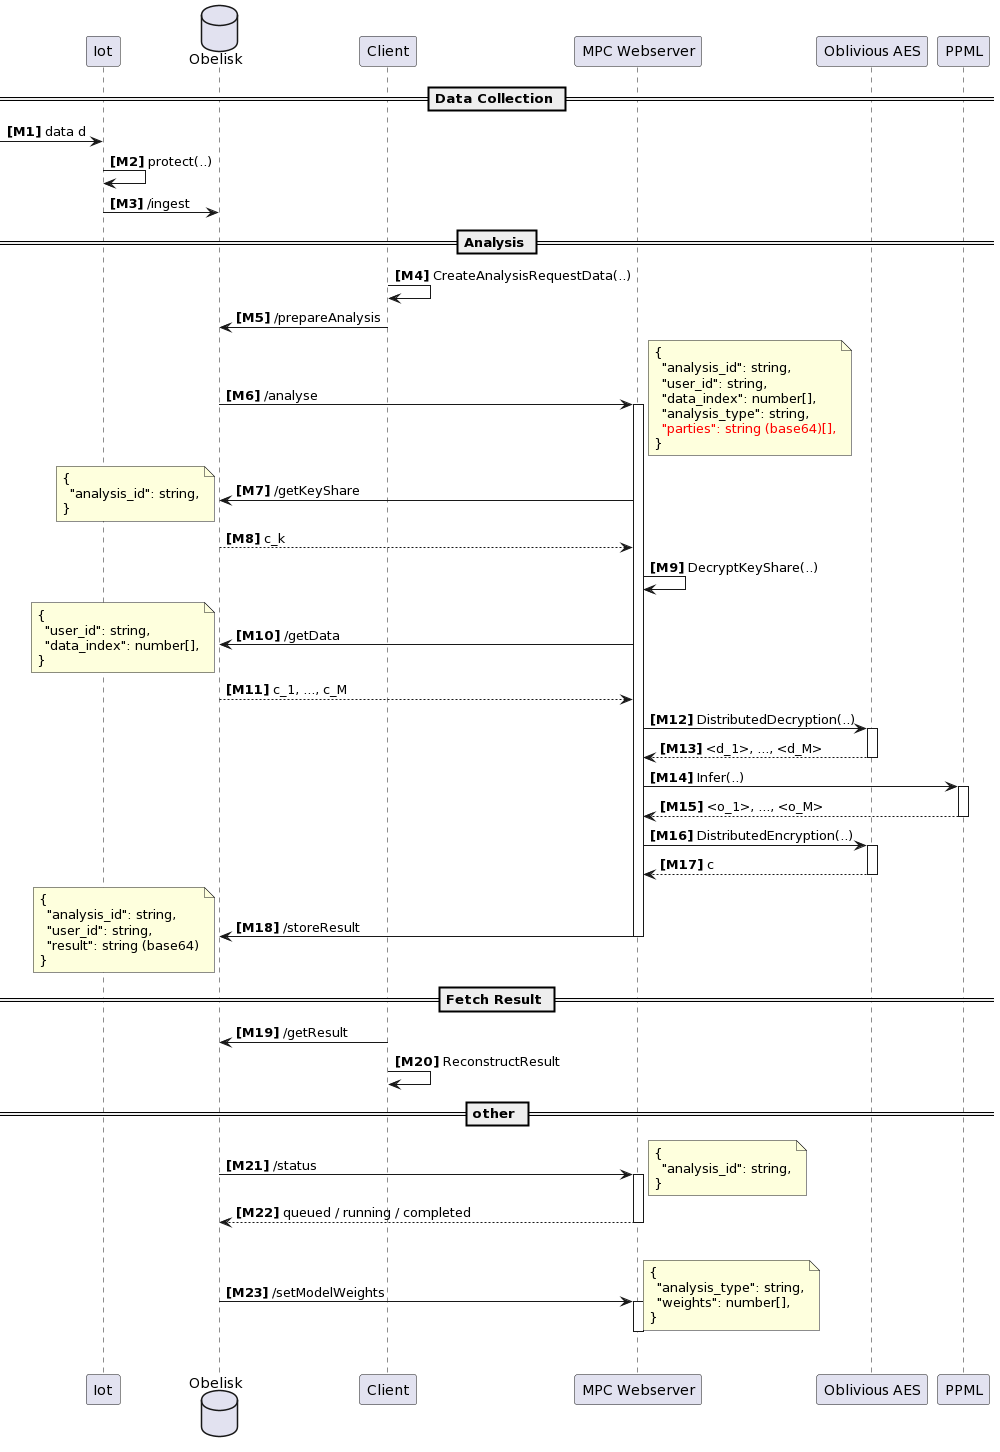 Iot
Obelisk
Client
MPC Webserver
Oblivious AES
PPML
Data Collection
[M1] data d
[M2] protect(..)
[M3] /ingest
Analysis
[M4] CreateAnalysisRequestData(..)
[M5] /prepareAnalysis
[M6] /analyse
{
"analysis_id": string,
"user_id": string,
"data_index": number[],
"analysis_type": string,
"parties": string (base64)[],
}
{
"analysis_id": string,
}
[M7] /getKeyShare
[M8] c_k
[M9] DecryptKeyShare(..)
{
"user_id": string,
"data_index": number[],
}
[M10] /getData
[M11] c_1, ..., c_M
[M12] DistributedDecryption(..)
[M13] <d_1>, ..., <d_M>
[M14] Infer(..)
[M15] <o_1>, ..., <o_M>
[M16] DistributedEncryption(..)
[M17] c
{
"analysis_id": string,
"user_id": string,
"result": string (base64)
}
[M18] /storeResult
Fetch Result
[M19] /getResult
[M20] ReconstructResult
other
[M21] /status
{
"analysis_id": string,
}
[M22] queued / running / completed
[M23] /setModelWeights
{
"analysis_type": string,
"weights": number[],
}
Iot
Obelisk
Client
MPC Webserver
Oblivious AES
PPML